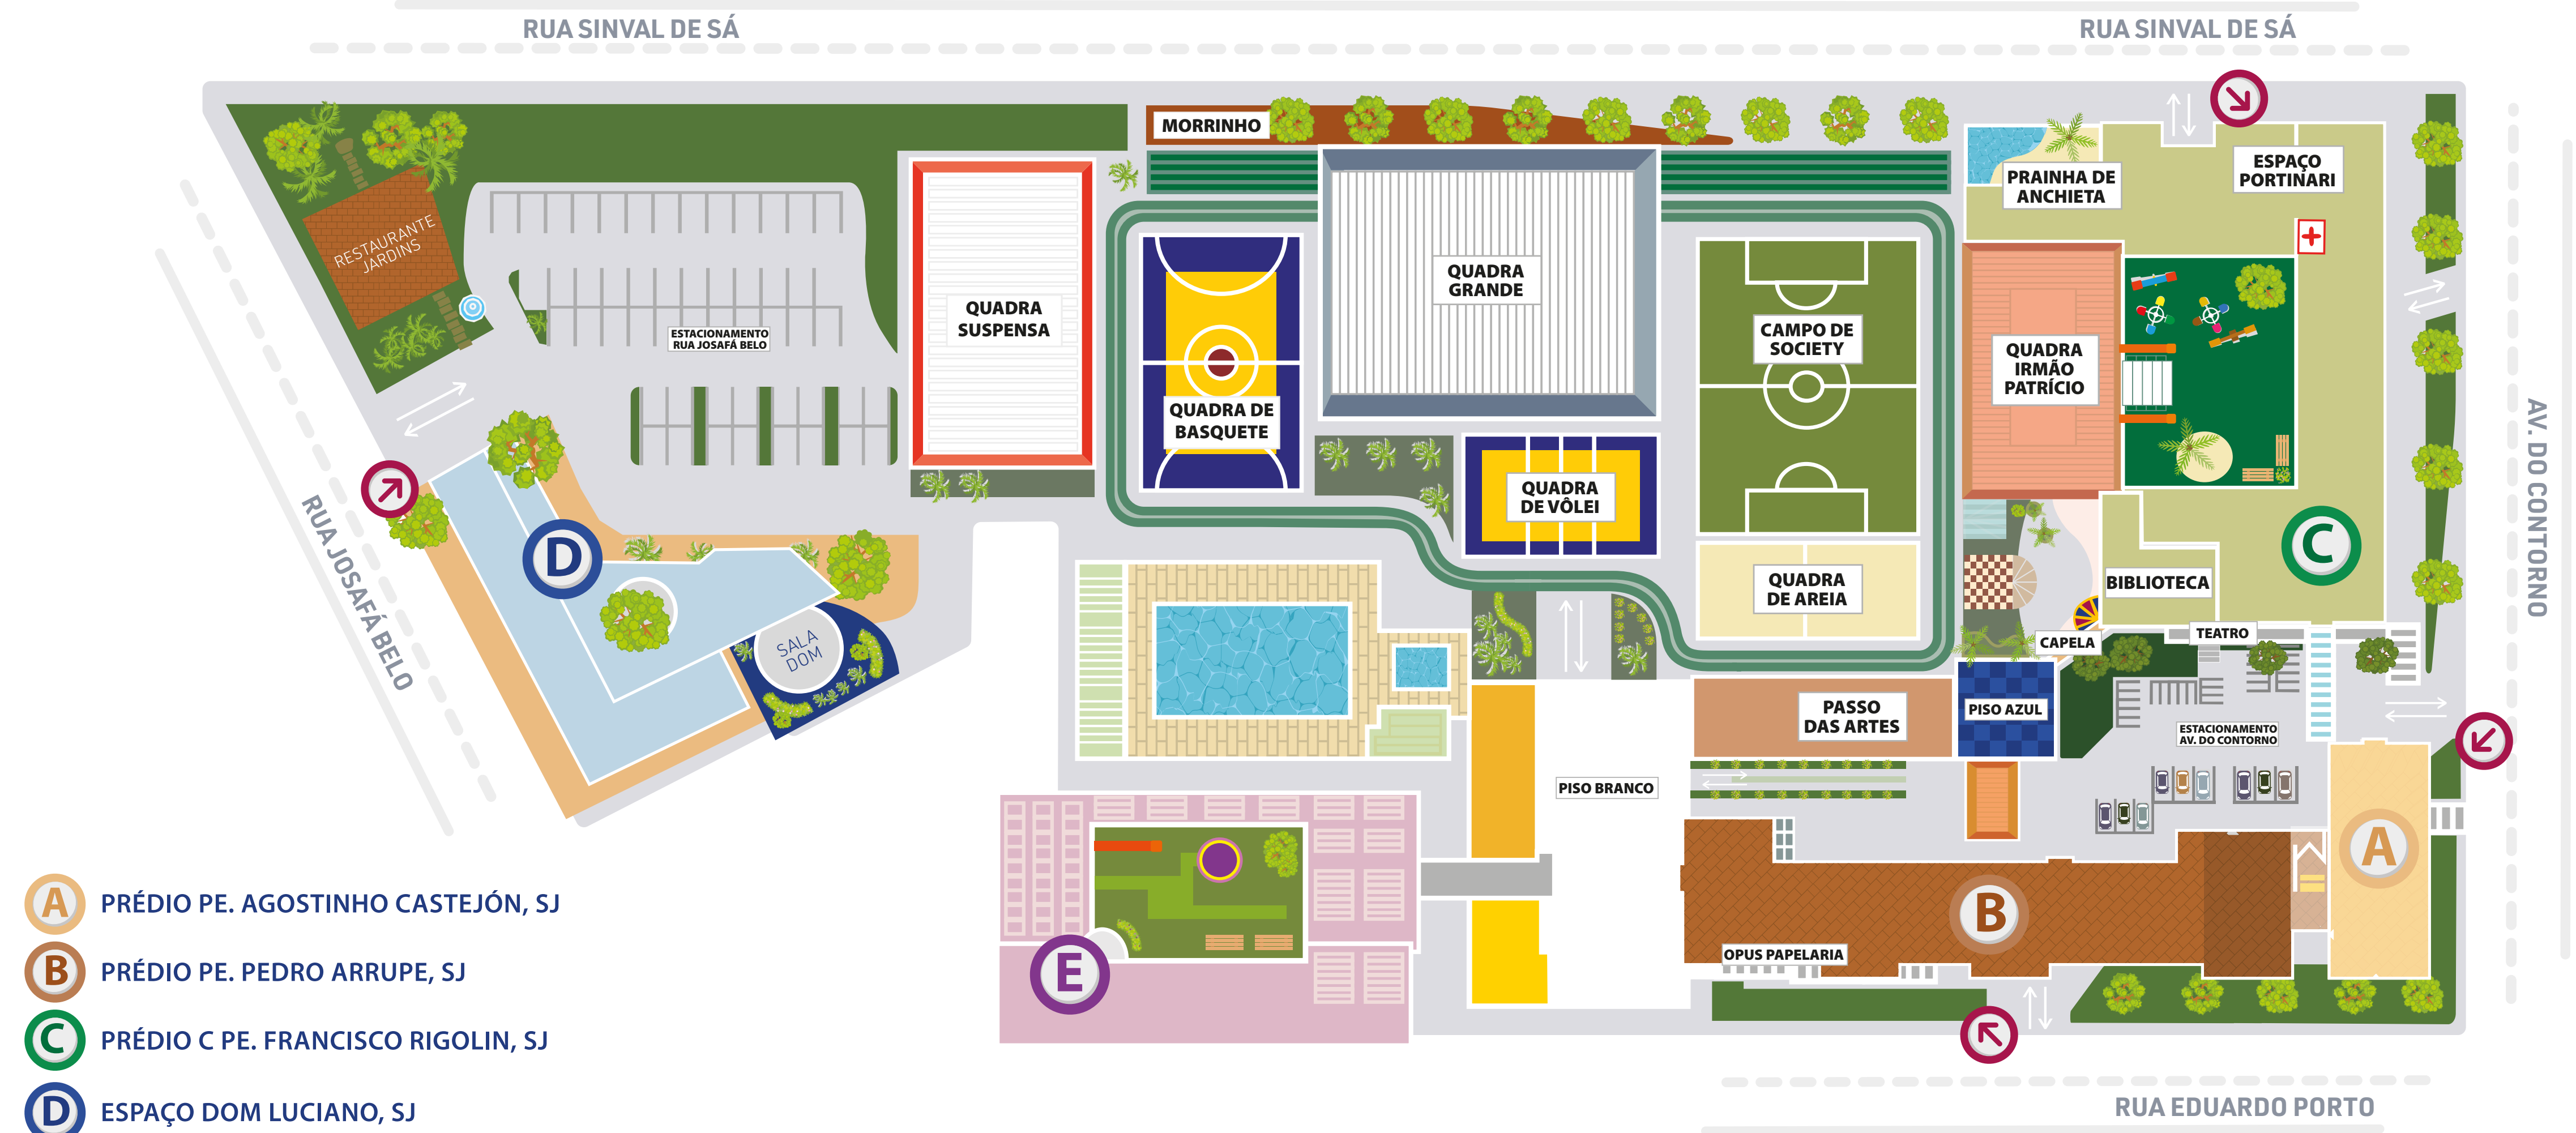 RUA SINVAL DE SÁ
RUA SINVAL DE SÁ
MORRINHO
PRAINHA DE
ANCHIETA
ESPAÇO
PORTINARI
RESTAURANTE
JARDINS
QUADRA
SUSPENSA
QUADRA
GRANDE
ESTACIONAMENTO
RUA JOSAFÁ BELO
CAMPO DE
SOCIETY
QUADRA
IRMÃO
PATRÍCIO
QUADRA DE
BASQUETE
QUADRA
DE VÔLEI
AV. DO CONTORNO
RUA JOSAFÁ BELO
D
C
QUADRA
DE AREIA
BIBLIOTECA
TEATRO
CAPELA
SALA
DOM
PASSO
DAS ARTES
PISO AZUL
ESTACIONAMENTO
AV. DO CONTORNO
PISO BRANCO
A
B
OPUS PAPELARIA
E
A PRÉDIO PE. AGOSTINHO CASTEJÓN, SJ
B PRÉDIO PE. PEDRO ARRUPE, SJ
C PRÉDIO C PE. FRANCISCO RIGOLIN, SJ
D ESPAÇO DOM LUCIANO, SJ
RUA EDUARDO PORTO